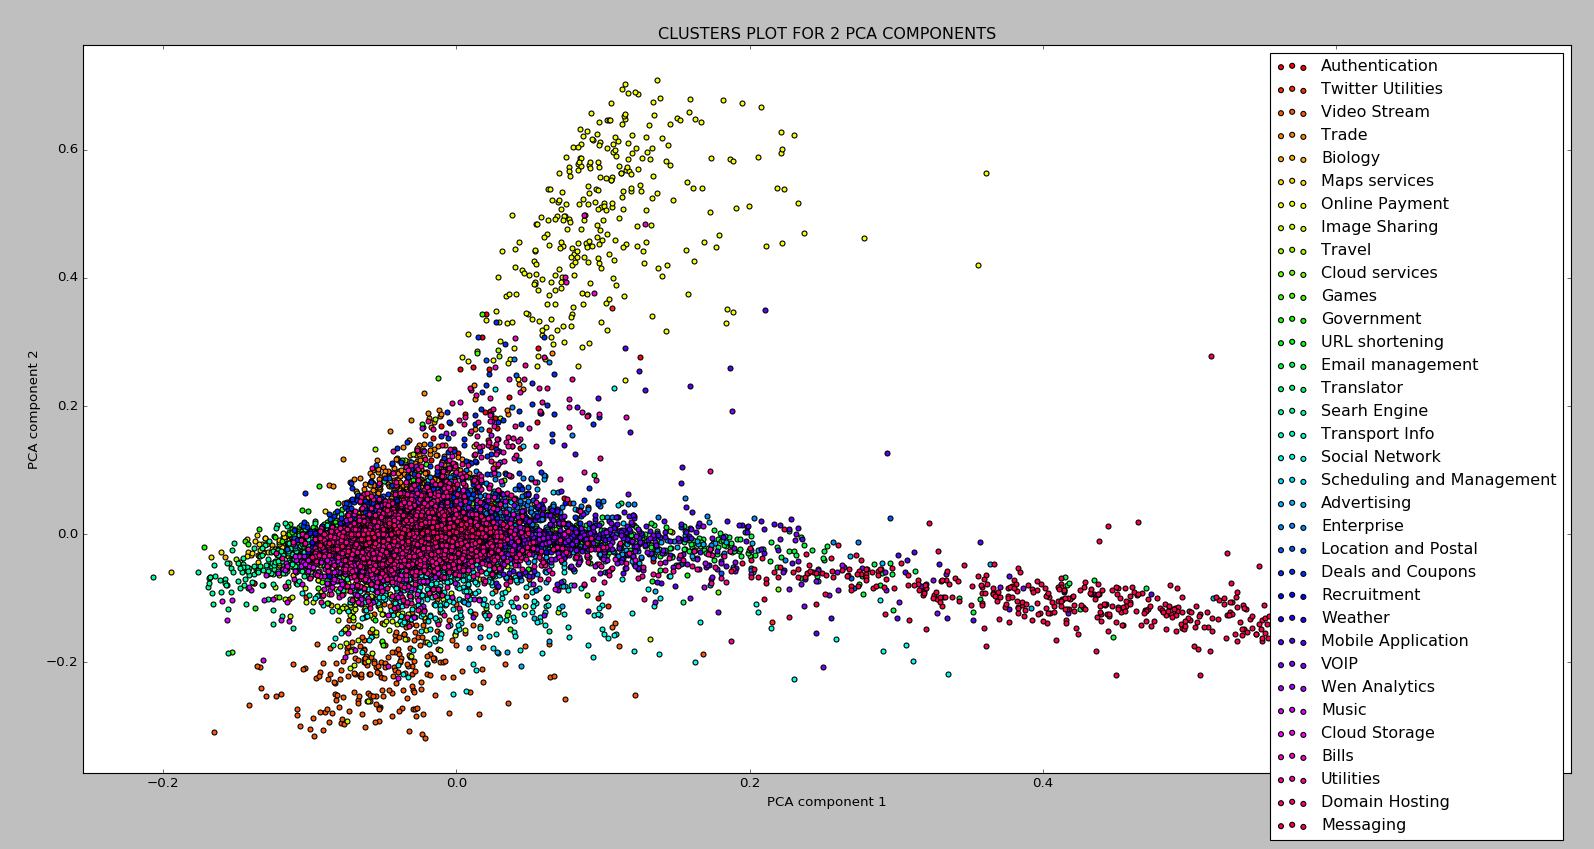 CLUSTERS PLOT FOR 2 PCA COMPONENTS
Authentication
Twitter Utilities
Video Stream
Trade
Biology
Maps services
Online Payment
Image Sharing
Travel
Cloud services
Games
Government
URL shortening
Email management
Translator
Searh Engine
Transport Info
Social Network
Scheduling and Management
Advertising
Enterprise
Location and Postal
Deals and Coupons
Recruitment
Weather
Mobile Application
VOIP
Wen Analytics
Music
Cloud Storage
Bills
Utilities
Domain Hosting
Messaging
PCA component 2
0.6
0.4
0.2
0.0
−0.2
−0.2
0.0
0.2
0.4
PCA component 1